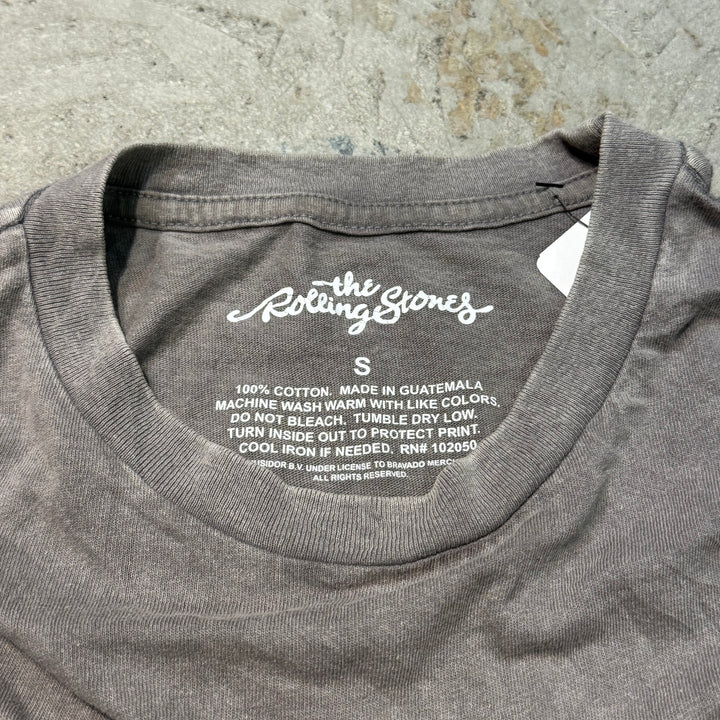 the
Rolling Stones
S
100% COTTON. MADE IN GUATEMALA
MACHINE WASH WARM WITH LIKE COLORS.
DO NOT BLEACH. TUMBLE DRY LOW.
TURN INSIDE OUT TO PROTECT PRINT.
COOL IRON IF NEEDED. RN# 102050
B.V. UNDER LICENSE TO BRAVADO
ALL RIGHTS RESERVED.